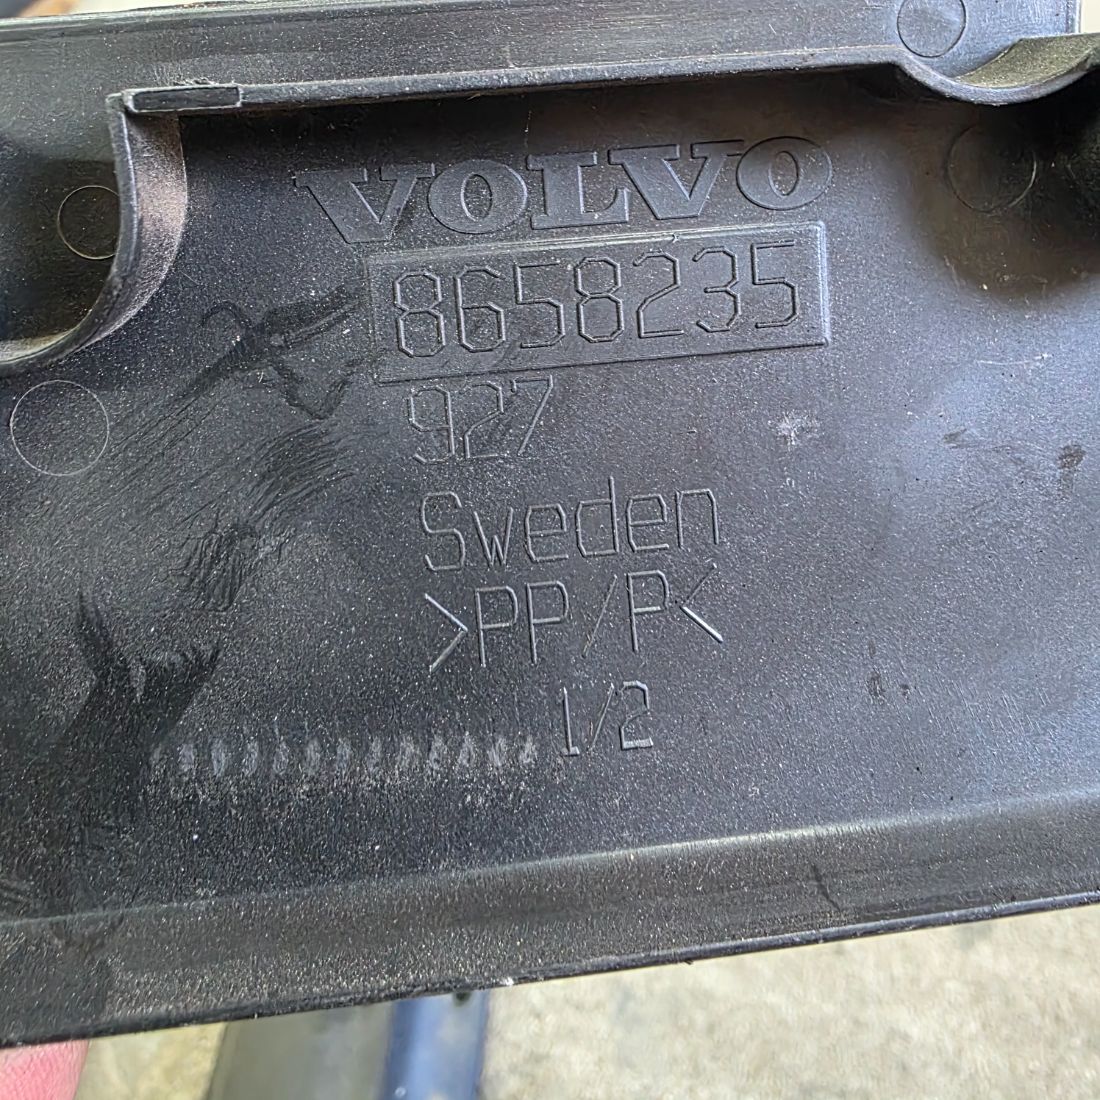 VOLVO
8658235
927
Sweden
>PP/P<
1/2